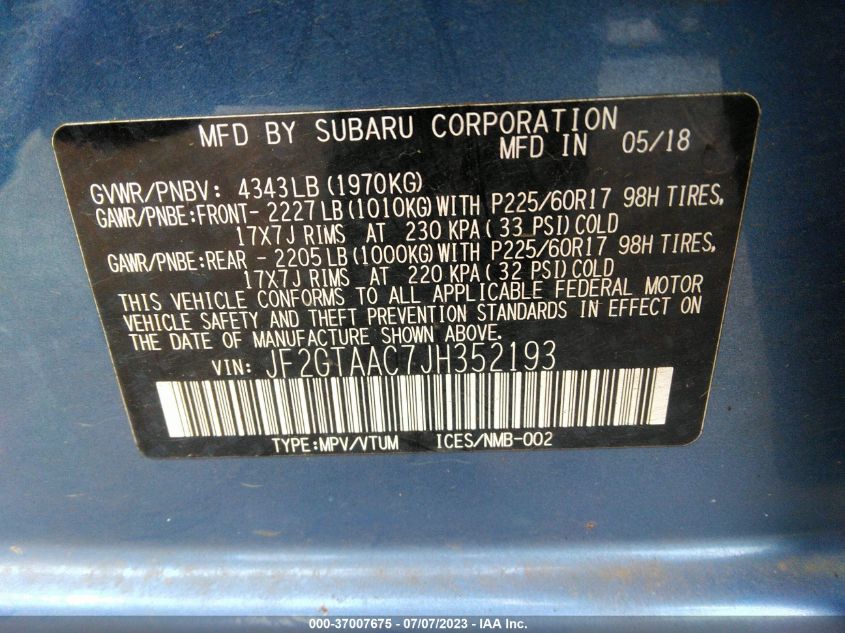 MFD BY SUBARU CORPORATION
MFD IN 05/18
GVWR/PNBV: 4343LB (1970KG)
GAWR/PNBE:FRONT- 2227LB(1010KG)WITH P225/60R17 98H TIRES,
17X7J RIMS AT 230 KPA( 33 PSI)COLD
GAWR/PNBE:REAR - 2205LB(1000KG)WITH P225/60R17 98H TIRES,
17X7J RIMS AT 220 KPA( 32 PSI)COLD
THIS VEHICLE CONFORMS TO ALL APPLICABLE FEDERAL MOTOR
VEHICLE SAFETY AND THEFT PREVENTION STANDARDS IN EFFECT ON
THE DATE OF MANUFACTURE SHOWN ABOVE.
VIN: JF2GTAAC7JH352193
TYPE:MPV/VTUM ICES/NMB-002
000-37007675 - 07/07/2023 - IAA Inc.